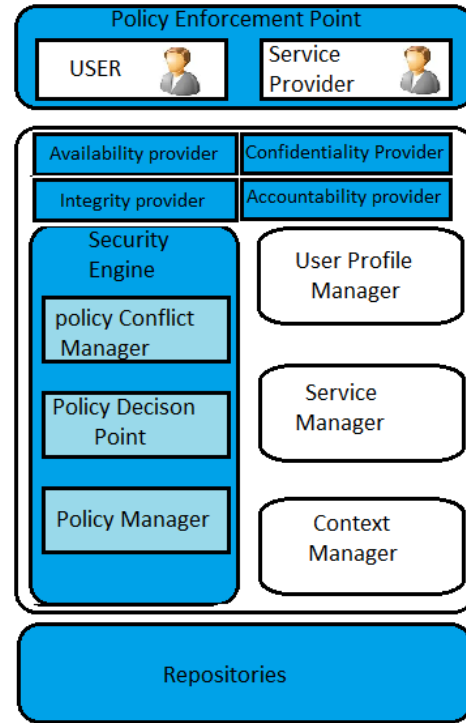 Policy Enforcement Point
USER
Service
Provider
Availability provider
Confidentiality Provider
Integrity provider
Accountability provider
Security
Engine
policy Conflict
Manager
Policy Decison
Point
Policy Manager
User Profile
Manager
Service
Manager
Context
Manager
Repositories